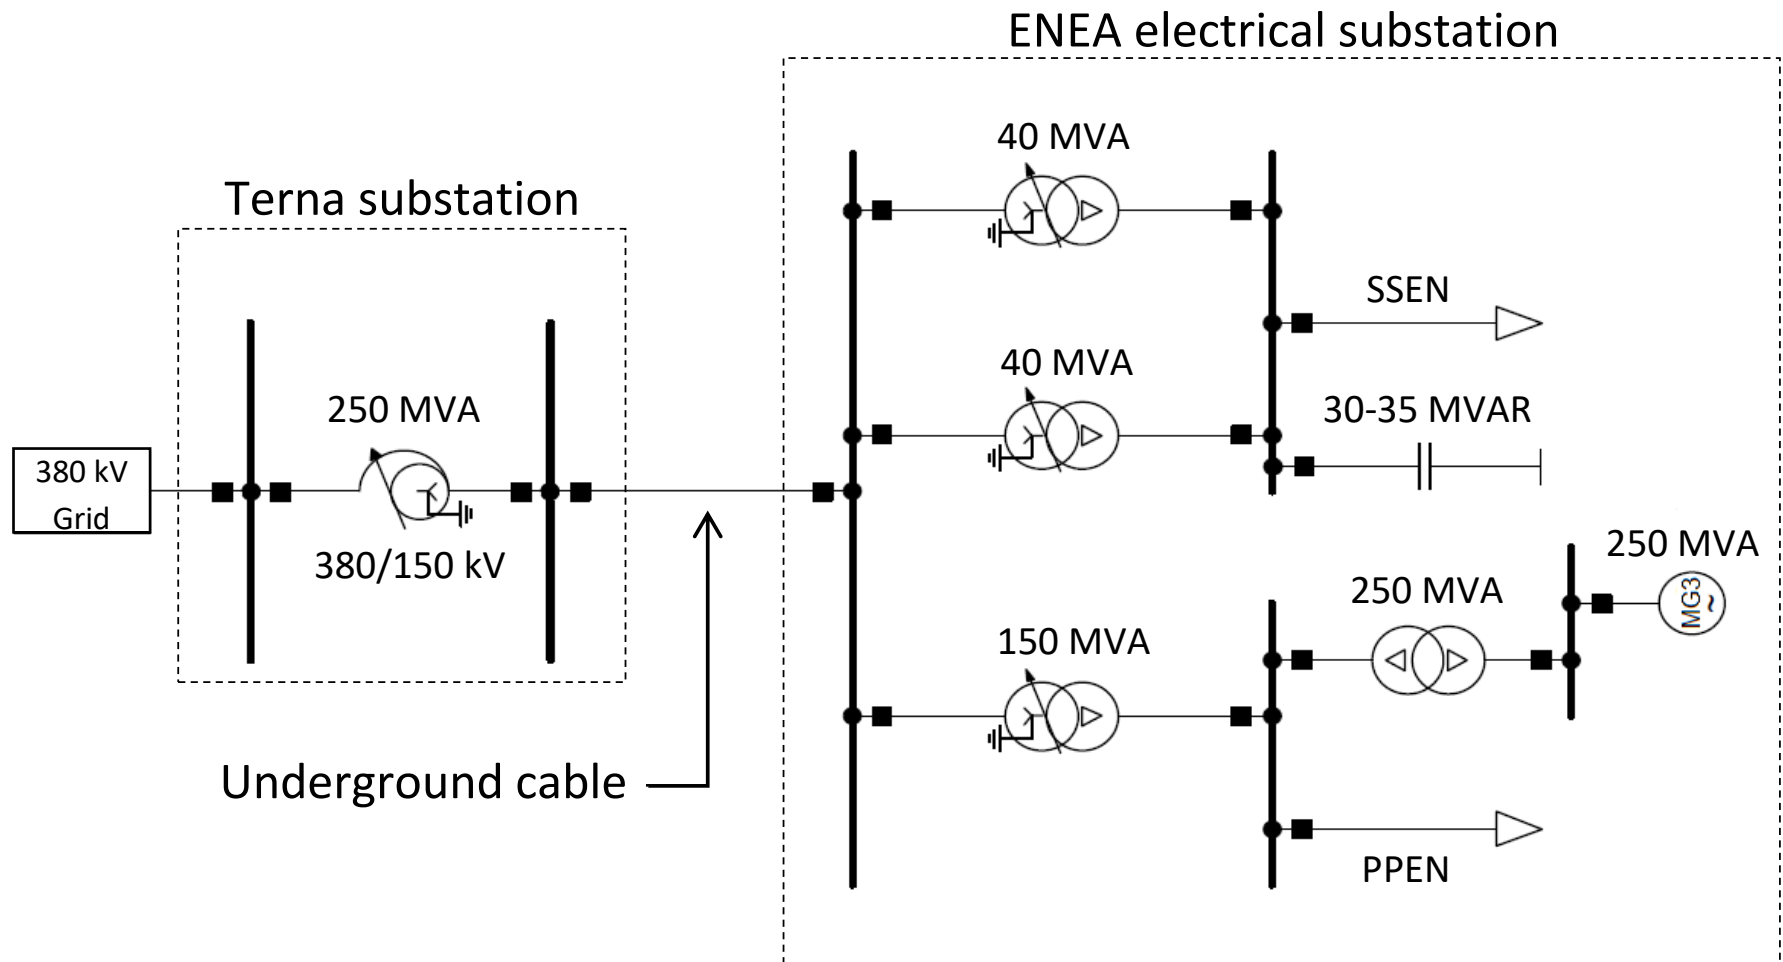 ENEA electrical substation
Terna substation
40 MVA
SSEN
40 MVA
30-35 MVAR
250 MVA
380 kV
Grid
380/150 kV
250 MVA
250 MVA
MG3
~
150 MVA
Underground cable
PPEN